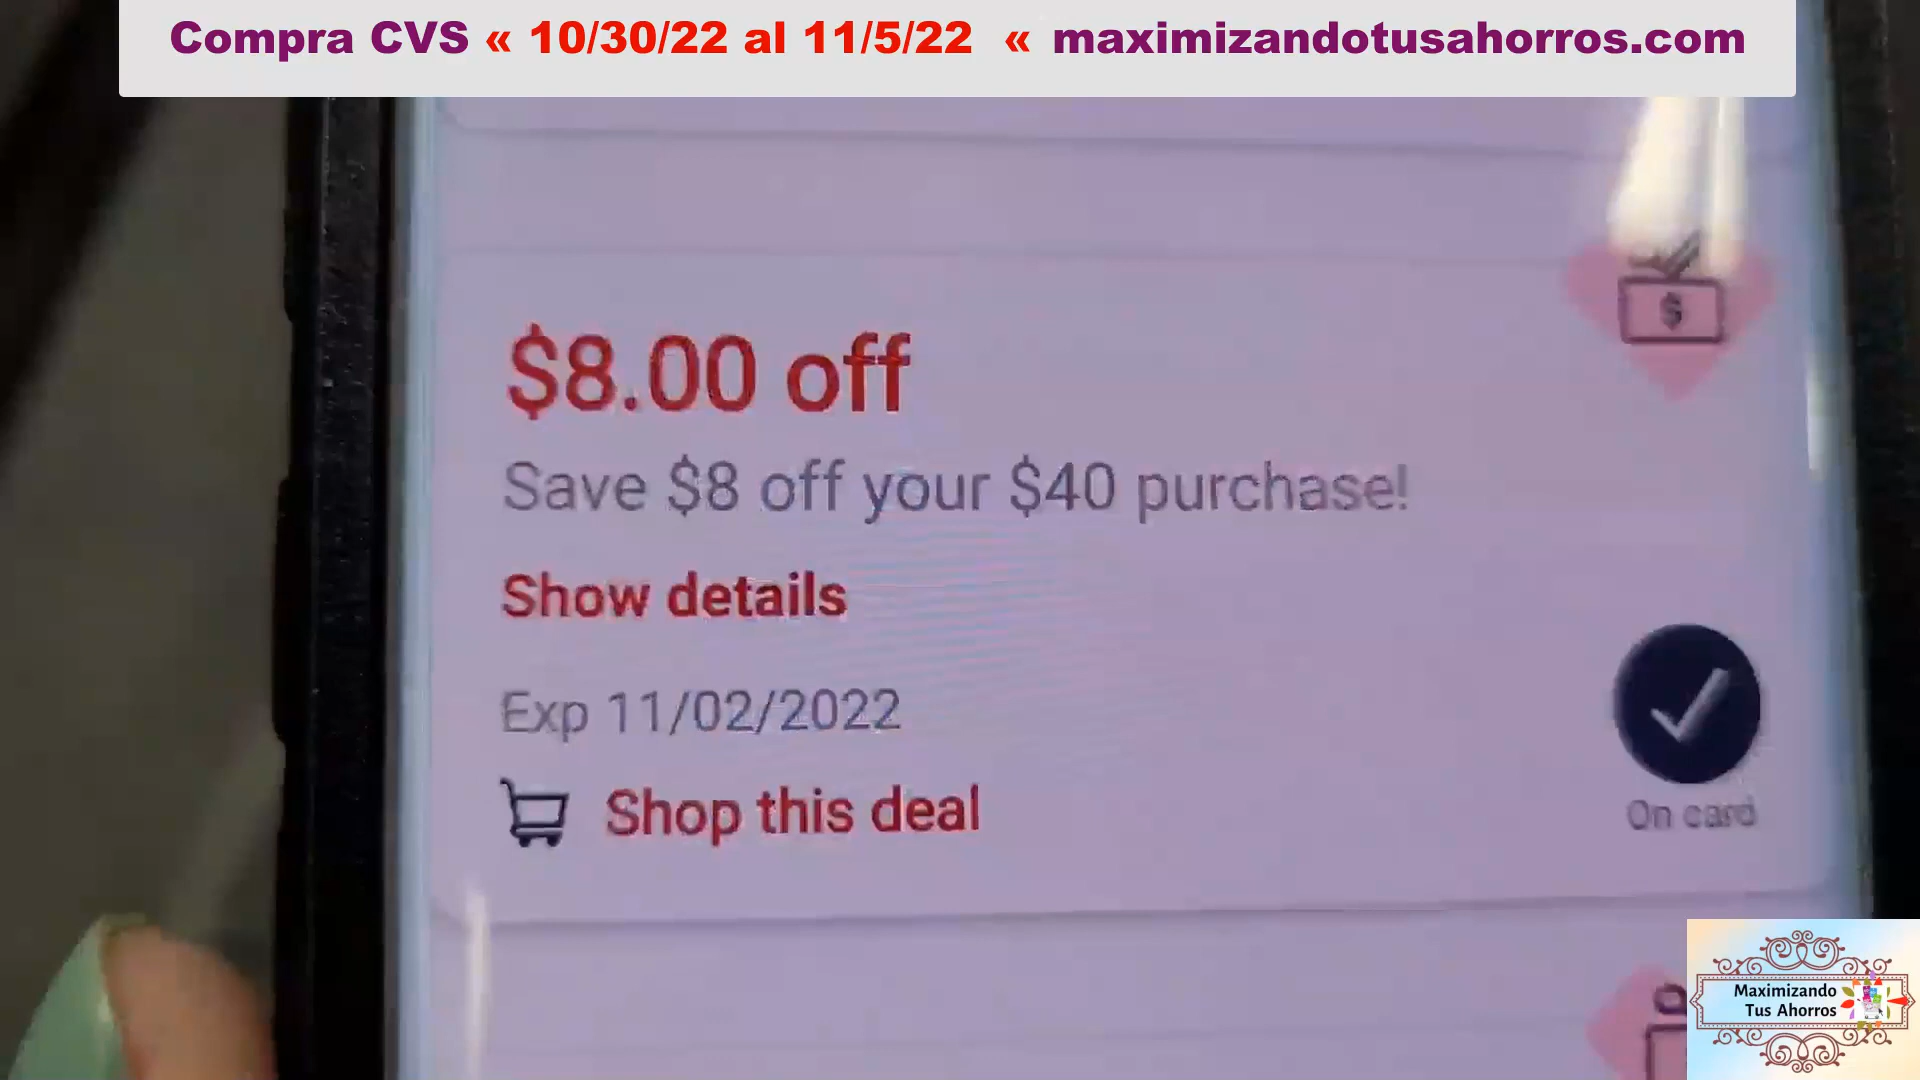 Compra CVS « 10/30/22 al 11/5/22 « maximizandotusahorros.com
$
$8.00 off
Save $8 off your $40 purchase!
Show details
Exp 11/02/2022
Shop this deal
On card
Maximizando
Tus Ahorros